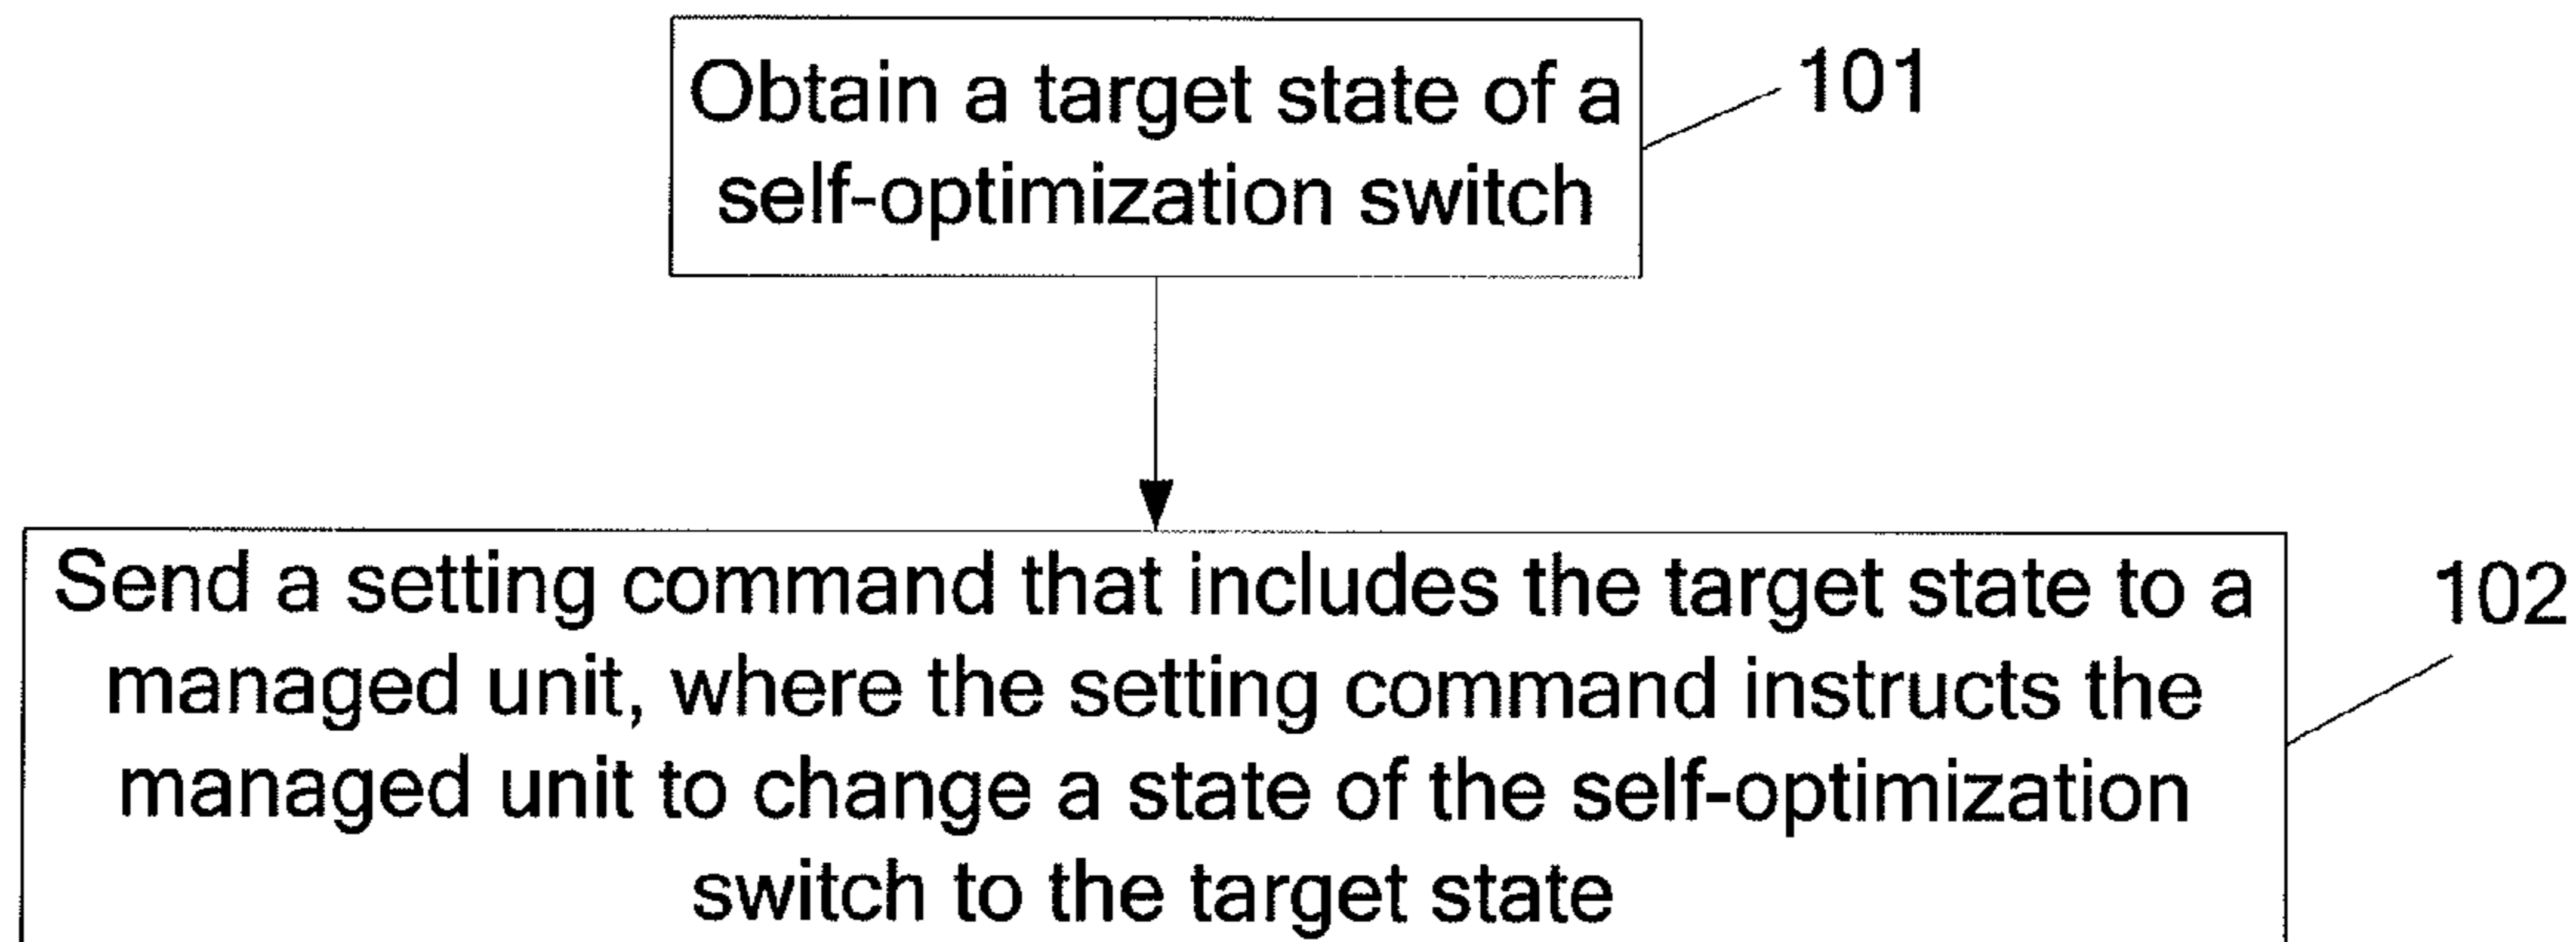 Obtain a target state of a
self-optimization switch
101
Send a setting command that includes the target state to a
managed unit, where the setting command instructs the
managed unit to change a state of the self-optimization
switch to the target state
102